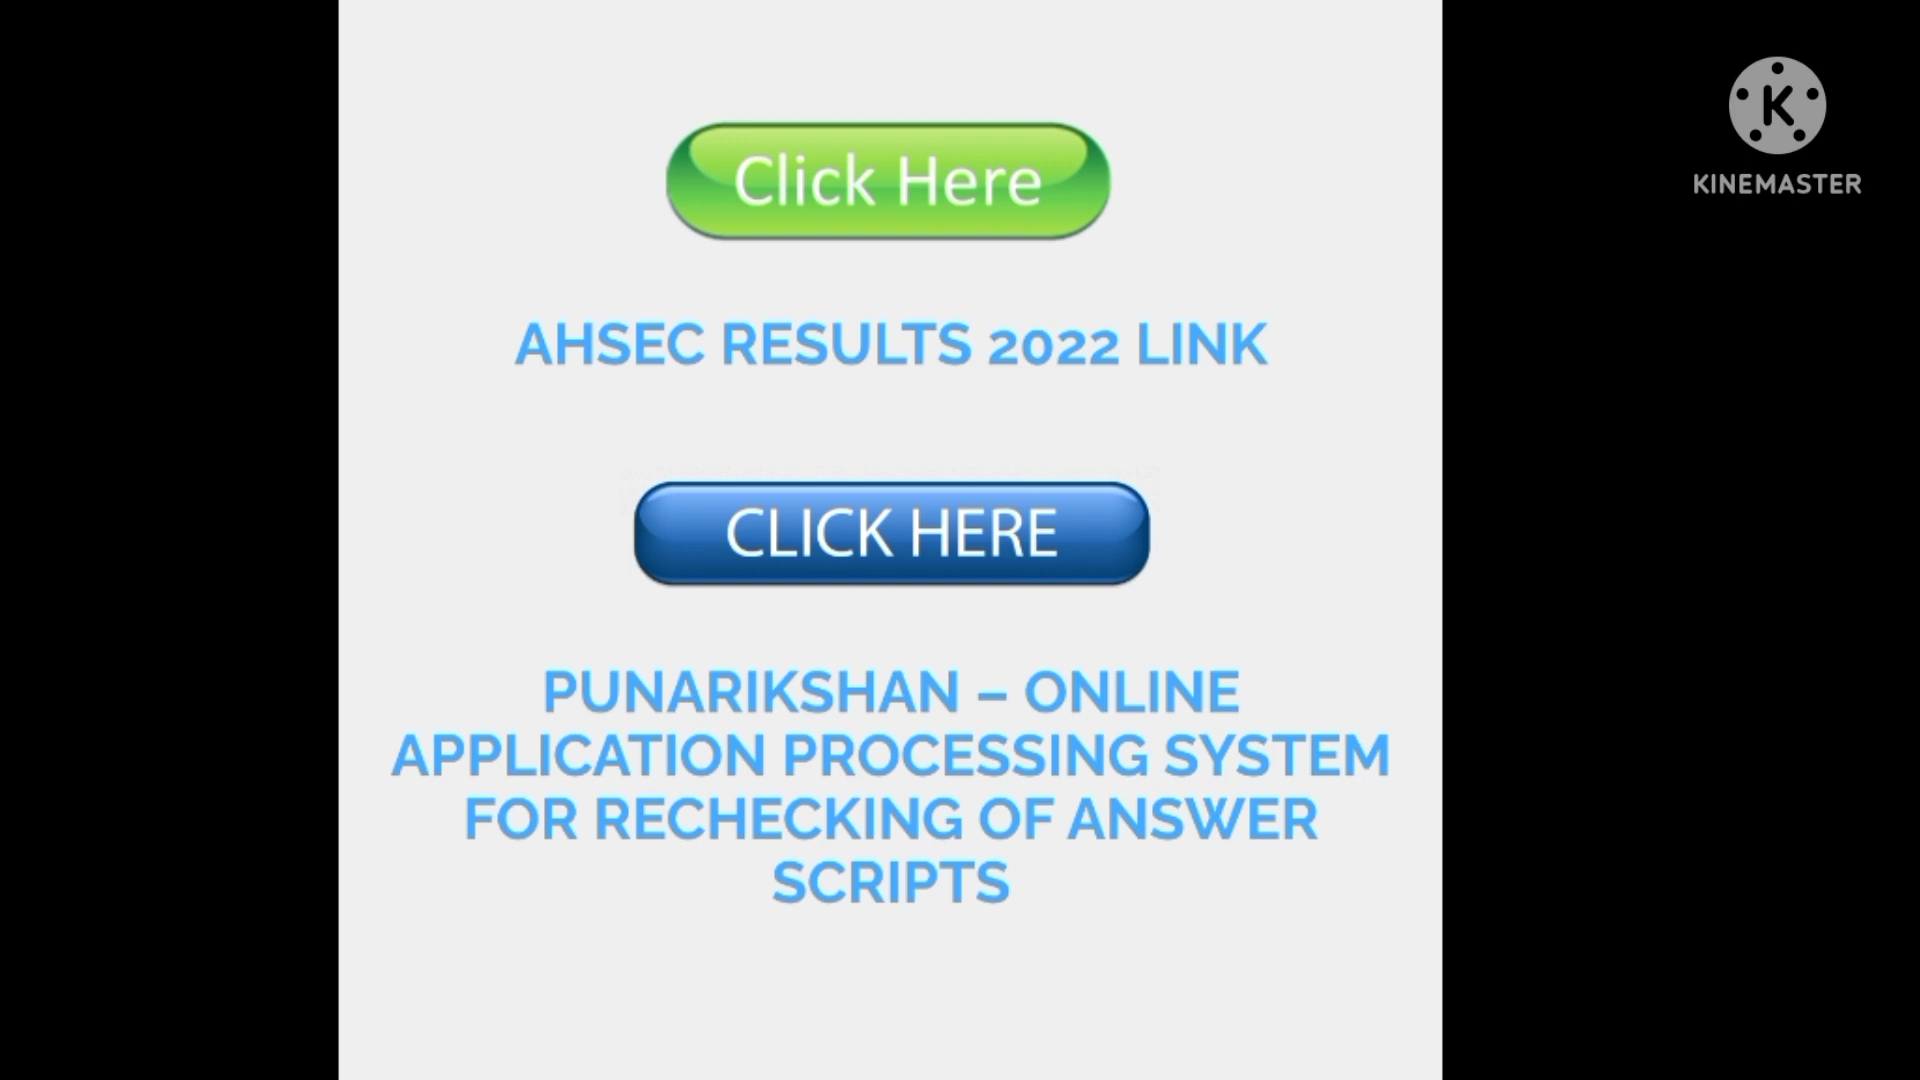 Click Here
K
KINEMASTER
AHSEC RESULTS 2022 LINK
CLICK HERE
PUNARIKSHAN – ONLINE
APPLICATION PROCESSING SYSTEM
FOR RECHECKING OF ANSWER
SCRIPTS